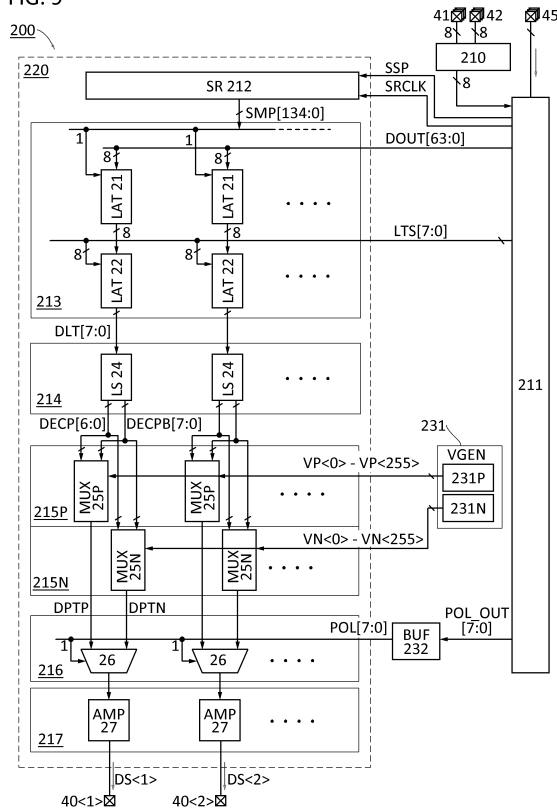 FIG. 9
200
41
42
45
8
8
210
8
220
SR 212
SSP
SRCLK
SMP[134:0]
1
1
DOUT[63:0]
8
8
LAT 21
LAT 21
8
8
LTS[7:0]
8
8
LAT 22
LAT 22
213
DLT[7:0]
LS 24
LS 24
214
211
DECP[6:0]
DECPB[7:0]
231
VGEN
VP<0> - VP<255>
231P
MUX 25P
MUX 25P
215P
231N
VN<0> - VN<255>
MUX 25N
MUX 25N
215N
DPTP
DPTN
POL[7:0]
BUF
232
POL_OUT
[7:0]
1
1
26
26
216
AMP
27
AMP
27
217
DS<1>
DS<2>
40<1>
40<2>